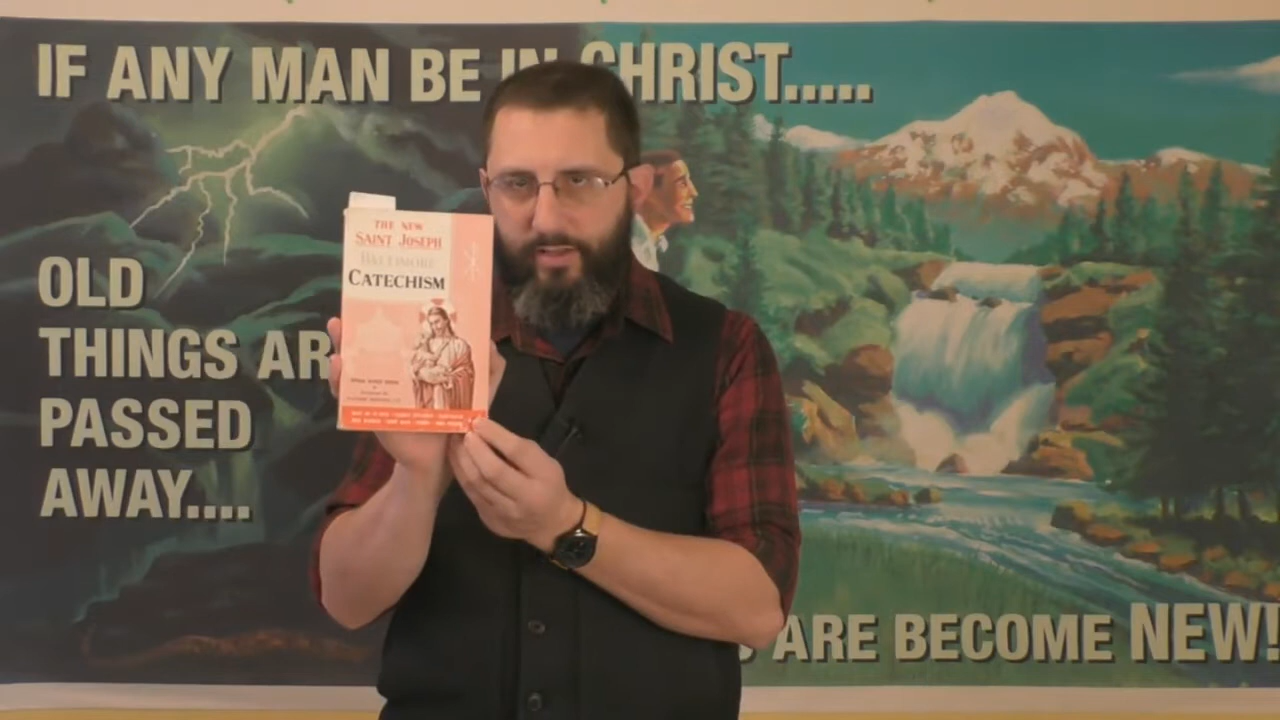 IF ANY MAN BE IN CHRIST.....
OLD
THINGS AR
PASSED
AWAY....
ARE BECOME NEW!
THE NEW
SAINT JOSEPH
BALTIMORE
CATECHISM